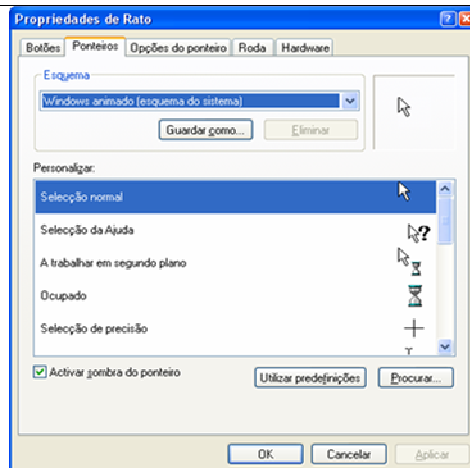 Propriedades de Rato
Botões Ponteiros Opções do ponteiro Roda Hardware
Esquema
Windows animado (esquema do sistema)
Guardar como... Eliminar
Personalizar:
Selecção normal
Selecção da Ajuda
A trabalhar em segundo plano
Ocupado
Selecção de precisão
Activar sombra do ponteiro Utilizar predefinições Procurar...
OK Cancelar Aplicar